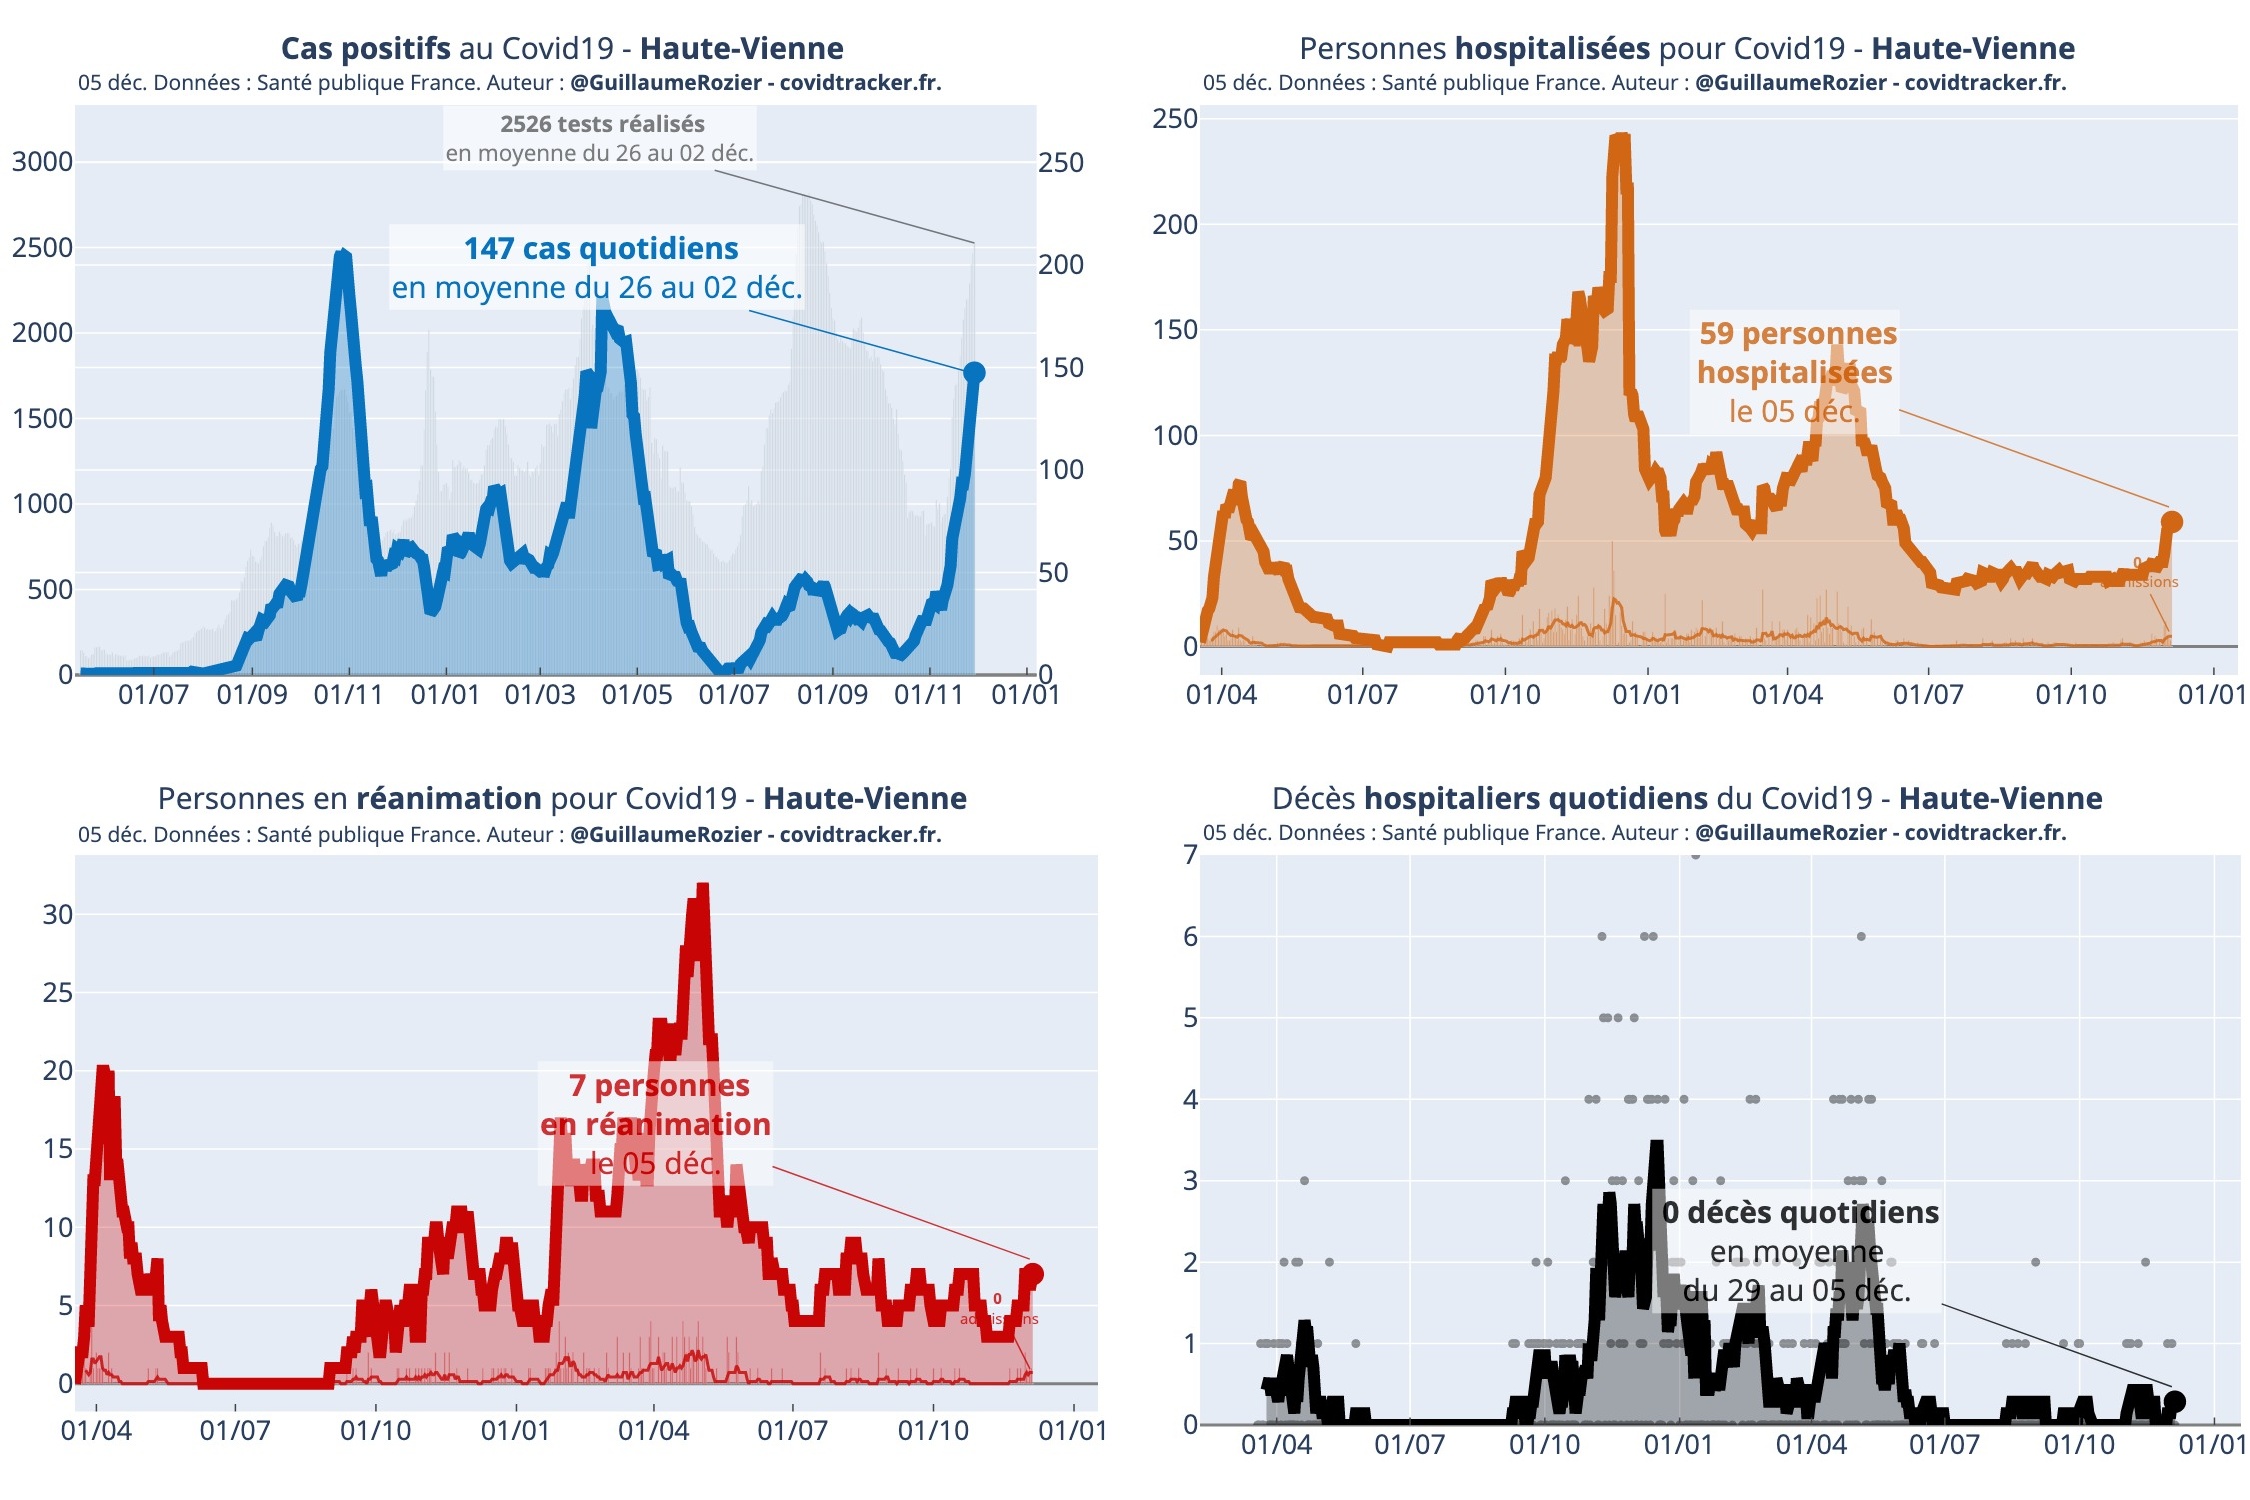 Cas positifs au Covid19 - Haute-Vienne
05 déc. Données : Santé publique France. Auteur : @GuillaumeRozier - covidtracker.fr.
2526 tests réalisés
en moyenne du 26 au 02 déc.
147 cas quotidiens
en moyenne du 26 au 02 déc.
3000
2500
2000
1500
1000
500
0
250
200
150
100
50
0
01/07 01/09 01/11 01/01 01/03 01/05 01/07 01/09 01/11 01/01
Personnes hospitalisées pour Covid19 - Haute-Vienne
05 déc. Données : Santé publique France. Auteur : @GuillaumeRozier - covidtracker.fr.
250
200
150
100
50
0
59 personnes
hospitalisées
le 05 déc.
0
admissions
01/04 01/07 01/10 01/01 01/04 01/07 01/10 01/01
Personnes en réanimation pour Covid19 - Haute-Vienne
05 déc. Données : Santé publique France. Auteur : @GuillaumeRozier - covidtracker.fr.
30
25
20
15
10
5
0
7 personnes
en réanimation
le 05 déc.
0
admissions
01/04 01/07 01/10 01/01 01/04 01/07 01/10 01/01
Décès hospitaliers quotidiens du Covid19 - Haute-Vienne
05 déc. Données : Santé publique France. Auteur : @GuillaumeRozier - covidtracker.fr.
7
6
5
4
3
2
1
0
0 décès quotidiens
en moyenne
du 29 au 05 déc.
01/04 01/07 01/10 01/01 01/04 01/07 01/10 01/01